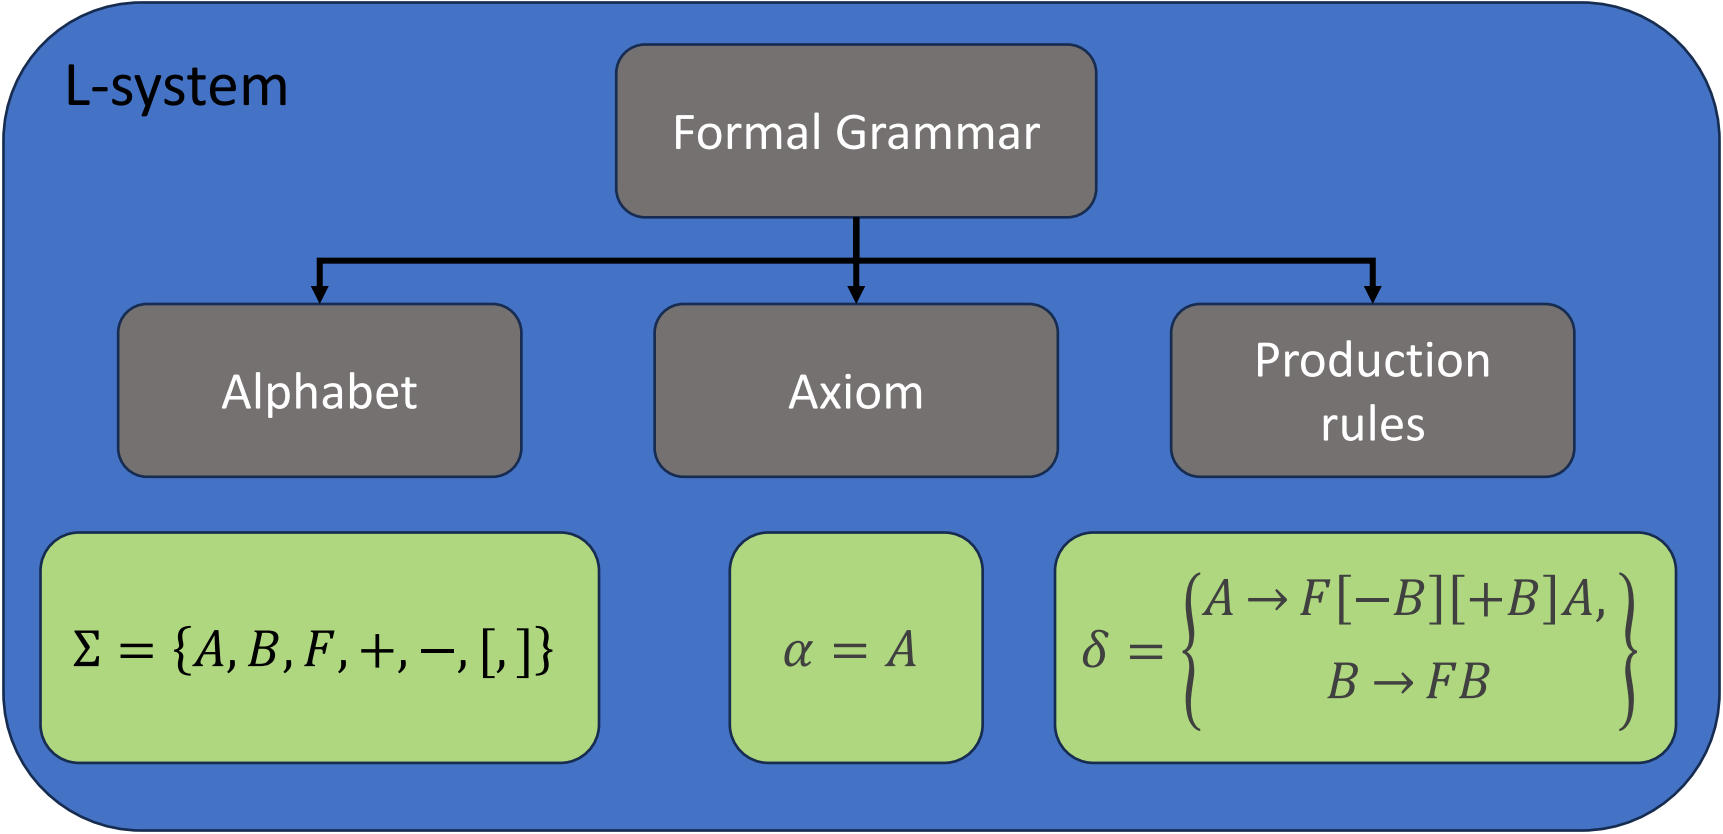 L-system
Formal Grammar
Alphabet
Axiom
Production
rules
Σ = {A, B, F, +, −, [, ]}
α = A
δ = {A → F[−B][+B]A,
B → FB}